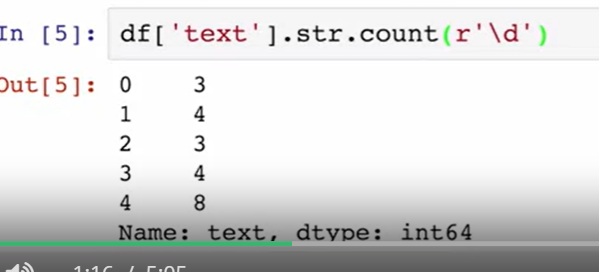 In [5]: df['text'].str.count(r'\d')
Out[5]: 0 3
1 4
2 3
3 4
4 8
Name: text, dtype: int64
1:16 / 5:05